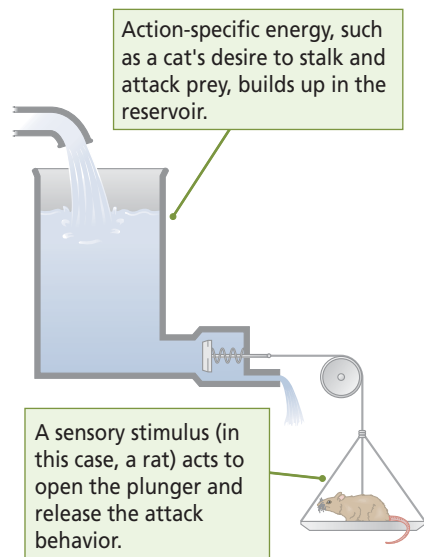 Action-specific energy, such
as a cat's desire to stalk and
attack prey, builds up in the
reservoir.
A sensory stimulus (in
this case, a rat) acts to
open the plunger and
release the attack
behavior.